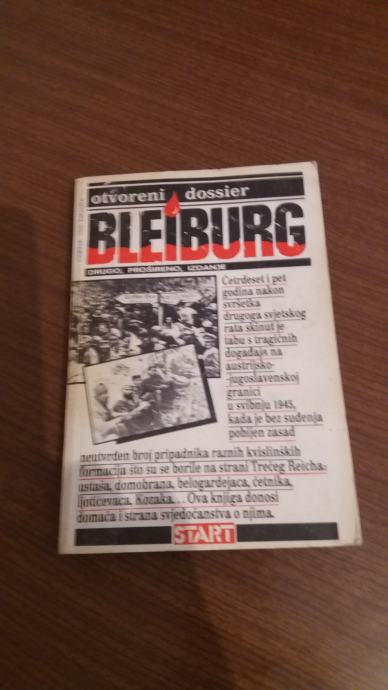 otvoreni dossier
BLEIBURG
DRUGO, PROŠIRENO, IZDANJE
Četrdeset i pet
godina nakon
svršetka
drugoga svjetskog
rata skinut je
tabu s tragičnih
događaja na
austrijsko-
-jugoslavenskoj
granici
u svibnju 1945,
kada je bez suđenja
pobijen zasad
neutvrđen broj pripadnika raznih kvislinških
formacija što su se borile na strani Trećeg Reicha:
ustaša, domobrana, belogardejaca, četnika,
ljotićevaca, Kozaka... Ova knjiga donosi
domaća i strana svjedočanstva o njima.
START